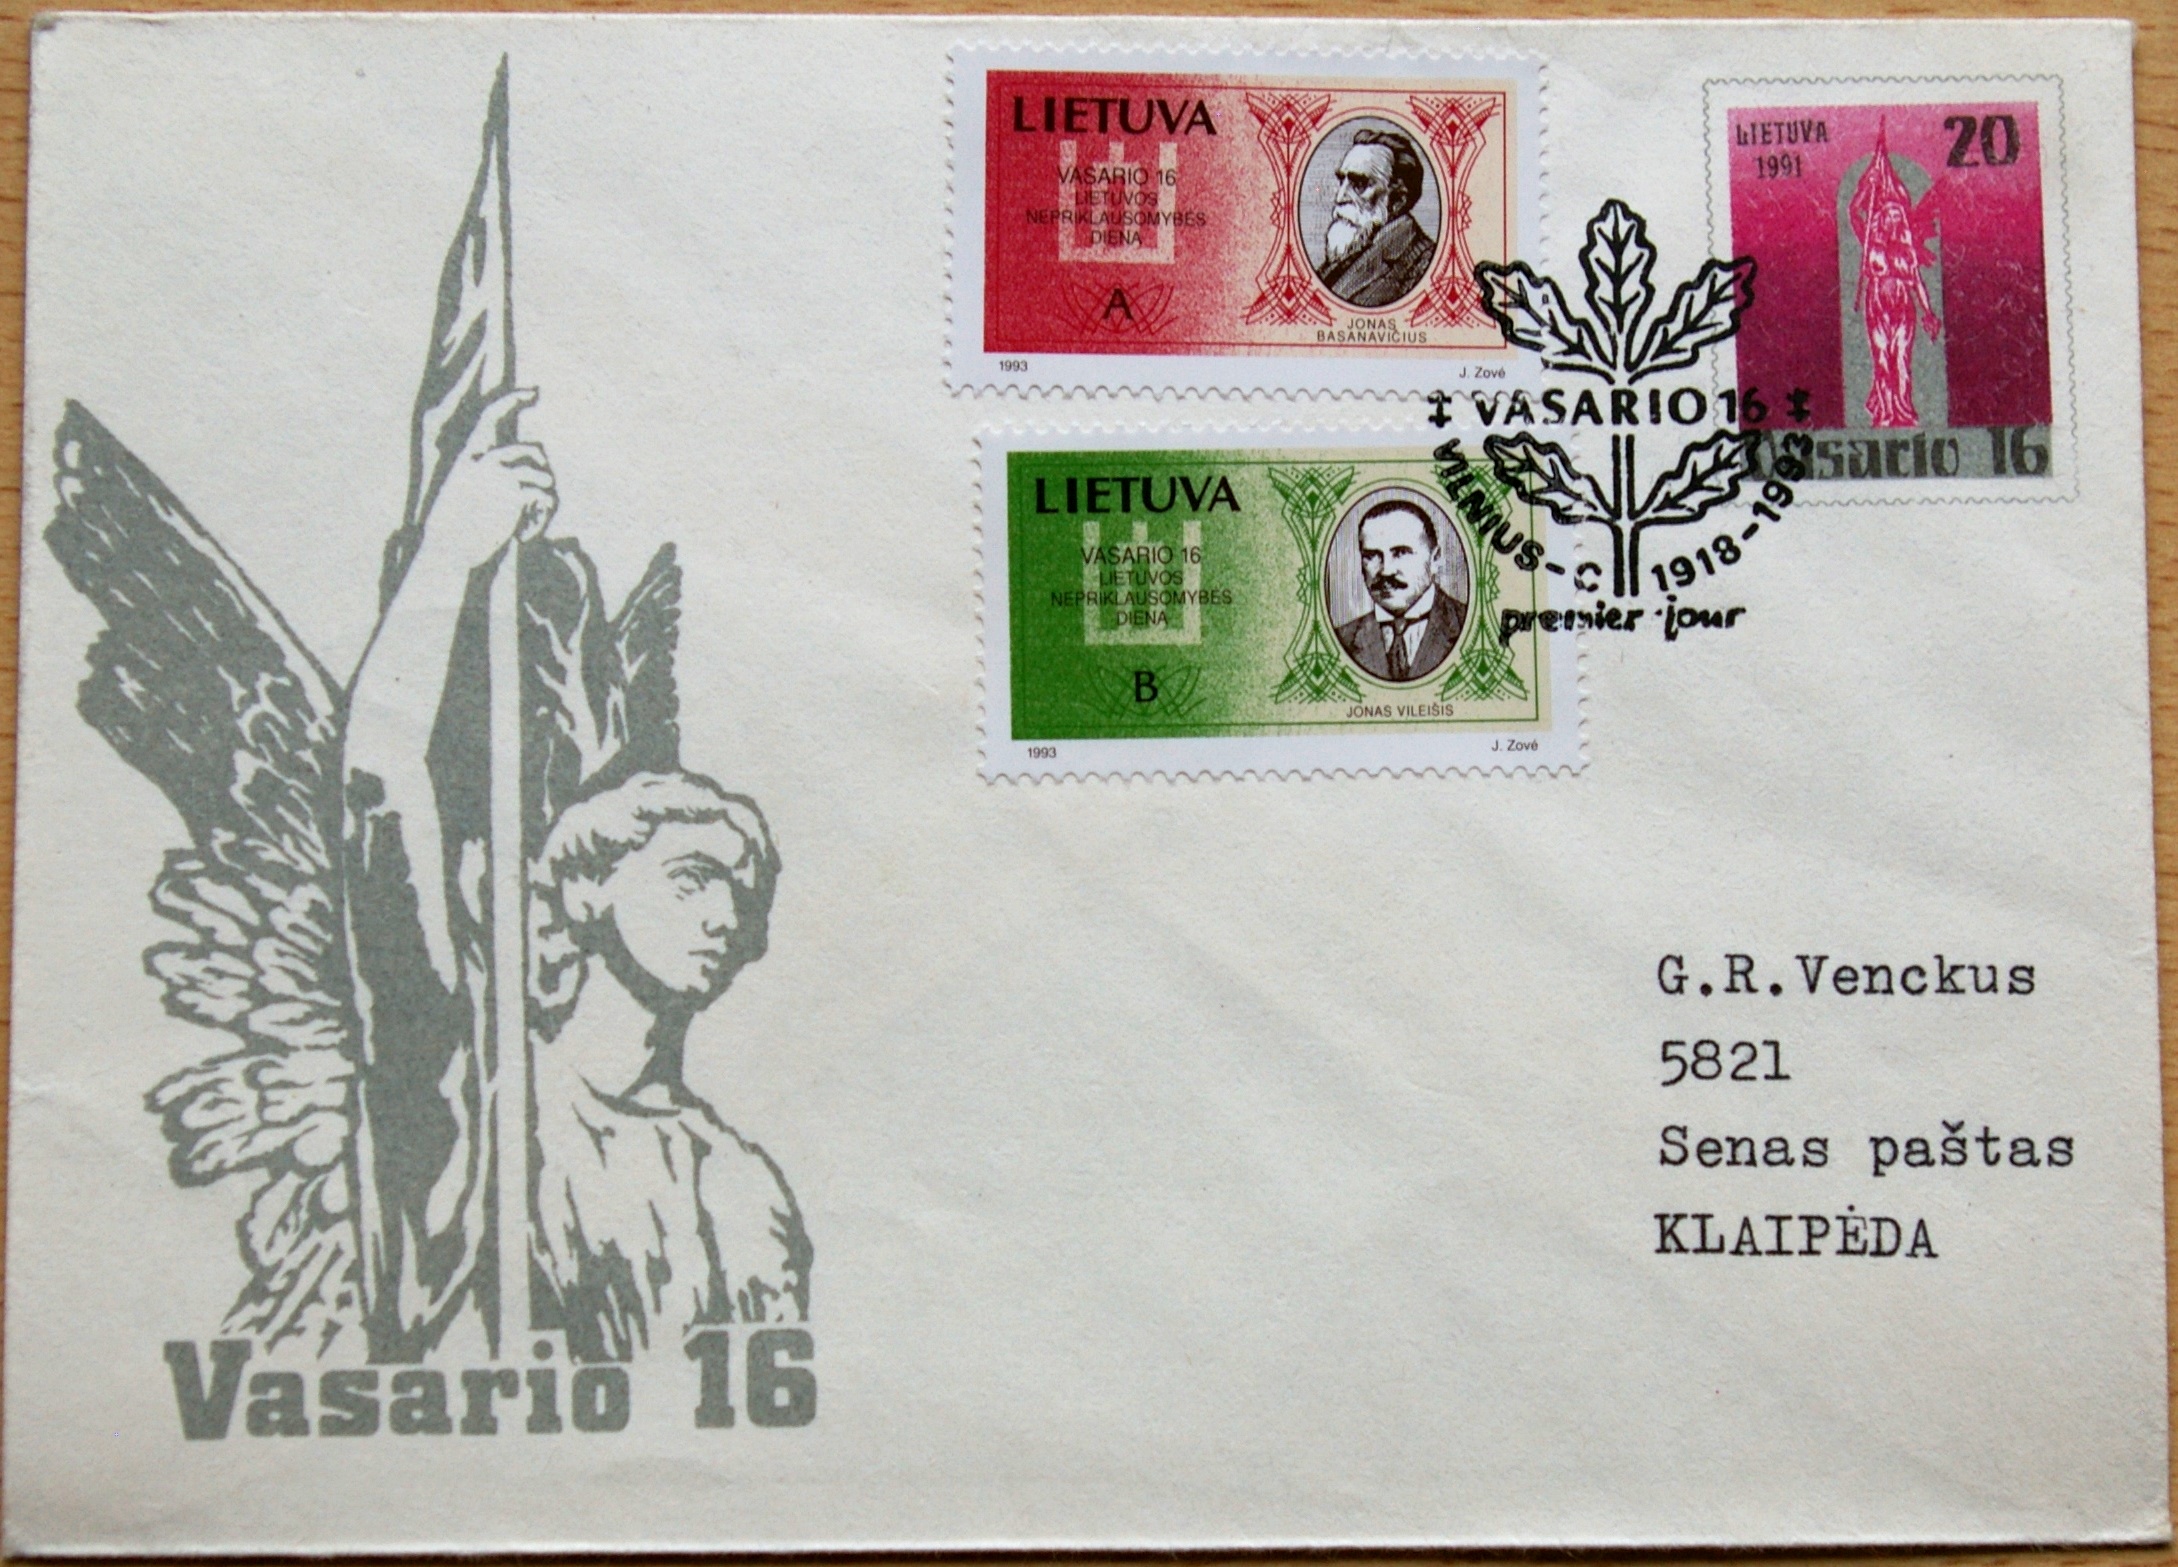 LIETUVA
VASARIO 16
LIETUVOS
NEPRIKLAUSOMYBĖS
DIENA
A
JONAS
BASANAVIČIUS
1993
J. Zovė
LIETUVA
VASARIO 16
LIETUVOS
NEPRIKLAUSOMYBĖS
DIENA
B
JONAS VILEIŠIS
1993
J. Zovė
LIETUVA
1991
20
Vasario 16
VASARIO 16
VILNIUS-C 1918-1993
premier jour
G.R.Venckus
5821
Senas paštas
KLAIPĖDA
Vasario 16